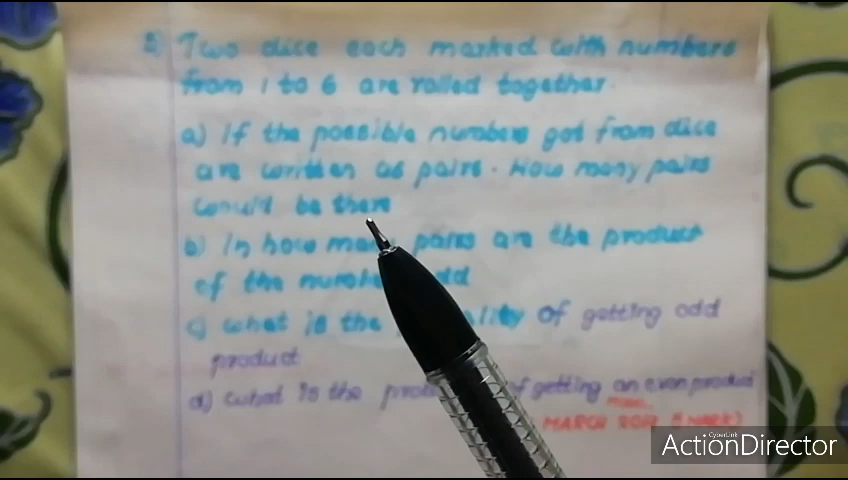 2) Two dice each marked with numbers
from 1 to 6 are rolled together.
a) If the possible numbers got from dice
are written as pairs. How many pairs
would be there
b) In how pairs are the product
of the
c) what is the of getting odd
product
d) what is the of getting an even product
MARCH
CyberLink
ActionDirector